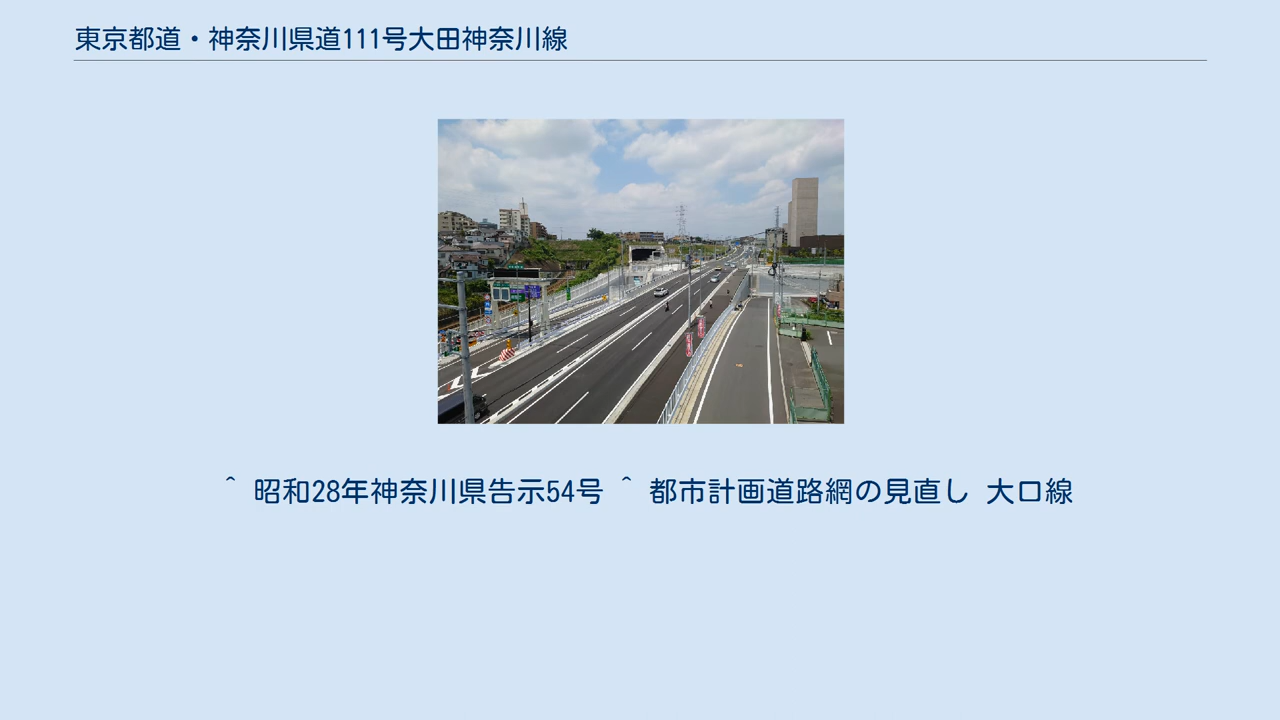 東京都道・神奈川県道111号大田神奈川線
^ 昭和28年神奈川県告示54号 ^ 都市計画道路網の見直し 大口線